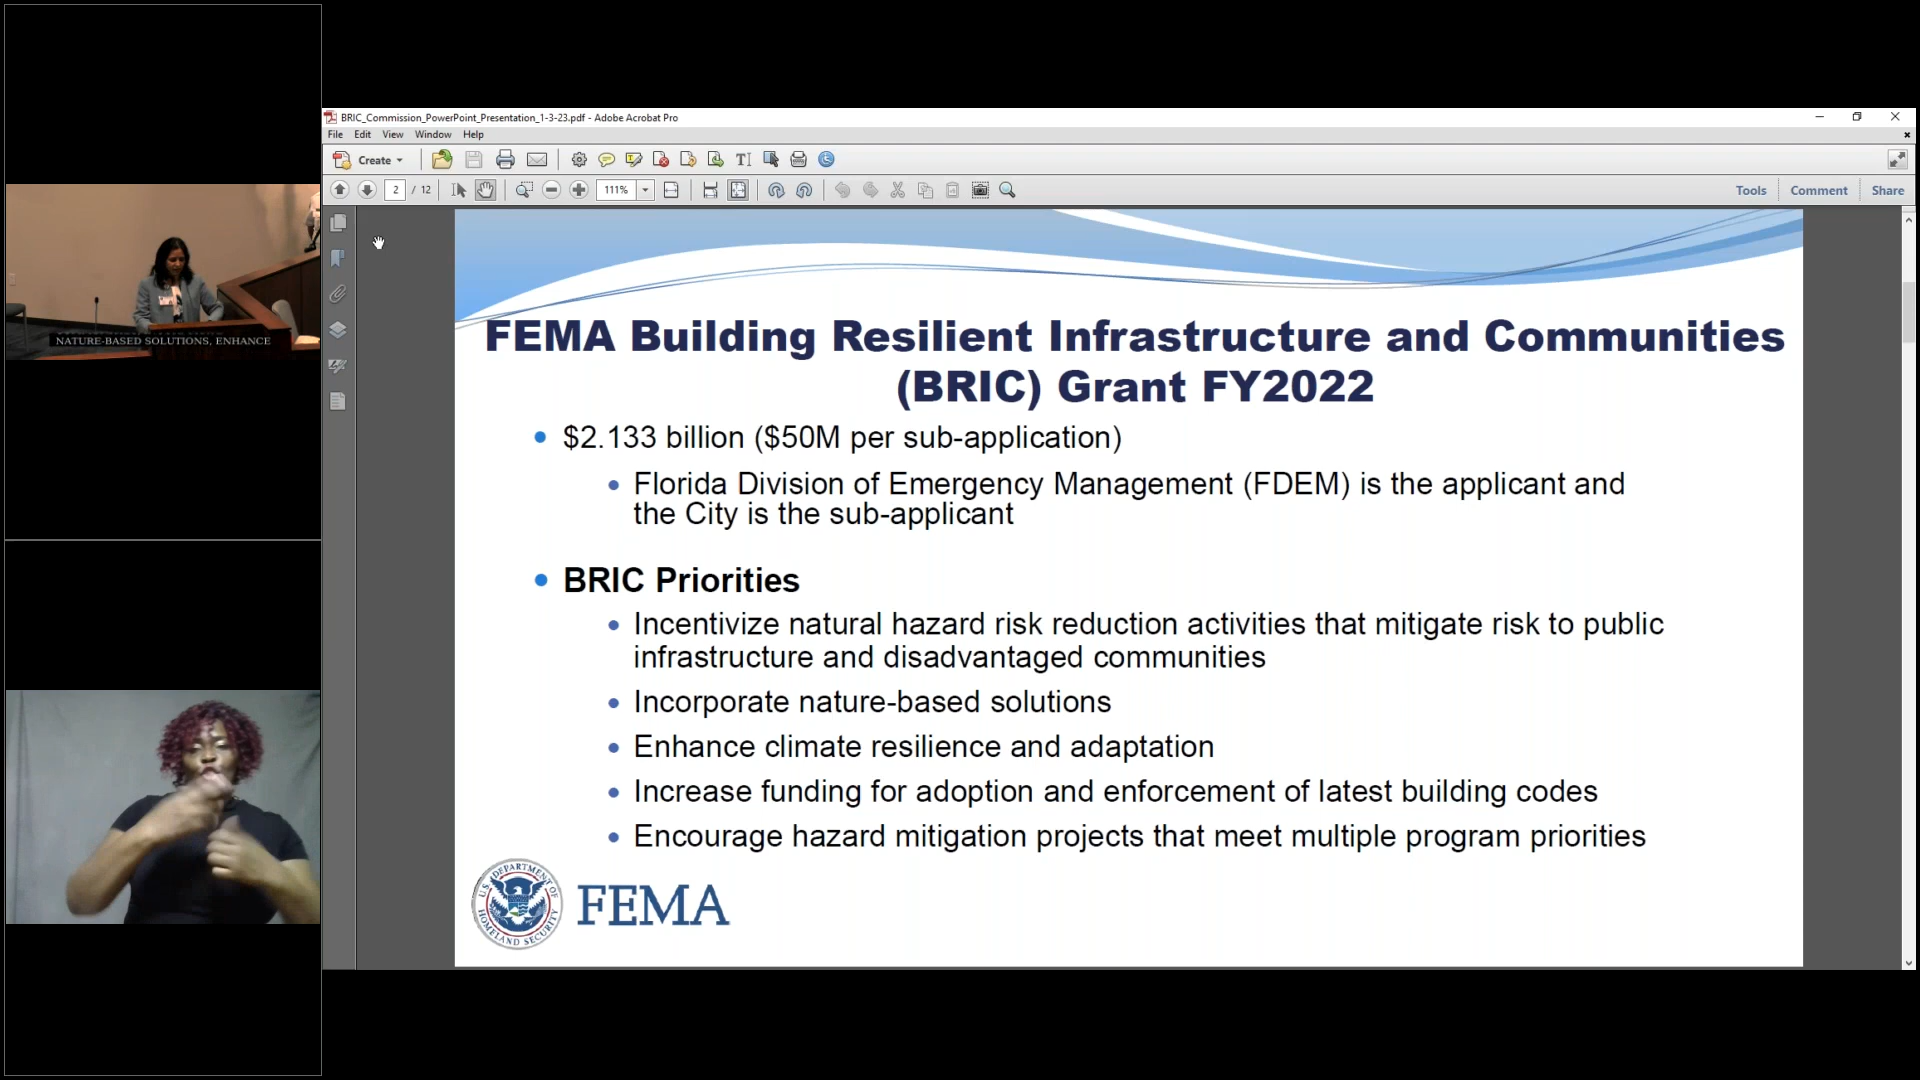 BRIC_Commission_PowerPoint_Presentation_1-3-23.pdf - Adobe Acrobat Pro
File Edit View Window Help
Create
2 / 12 111% Tools Comment Share
NATURE-BASED SOLUTIONS, ENHANCE
FEMA Building Resilient Infrastructure and Communities
(BRIC) Grant FY2022
$2.133 billion ($50M per sub-application)
Florida Division of Emergency Management (FDEM) is the applicant and
the City is the sub-applicant
BRIC Priorities
Incentivize natural hazard risk reduction activities that mitigate risk to public
infrastructure and disadvantaged communities
Incorporate nature-based solutions
Enhance climate resilience and adaptation
Increase funding for adoption and enforcement of latest building codes
Encourage hazard mitigation projects that meet multiple program priorities
U.S. DEPARTMENT OF
HOMELAND SECURITY
FEMA